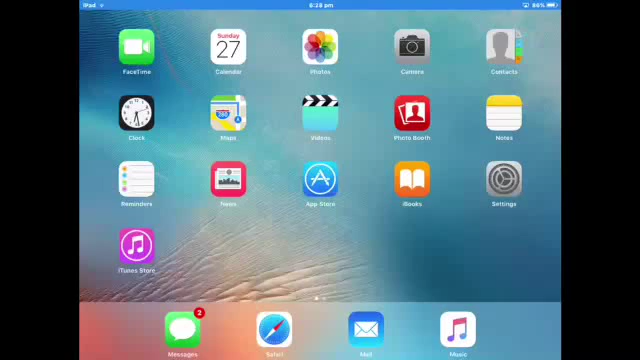 iPad 6:28 pm 86%
FaceTime
Sunday
27
Calendar
Photos
Camera
Contacts
Clock
280
Maps
Videos
Photo Booth
Notes
Reminders
News
App Store
iBooks
Settings
iTunes Store
2
Messages
Safari
Mail
Music